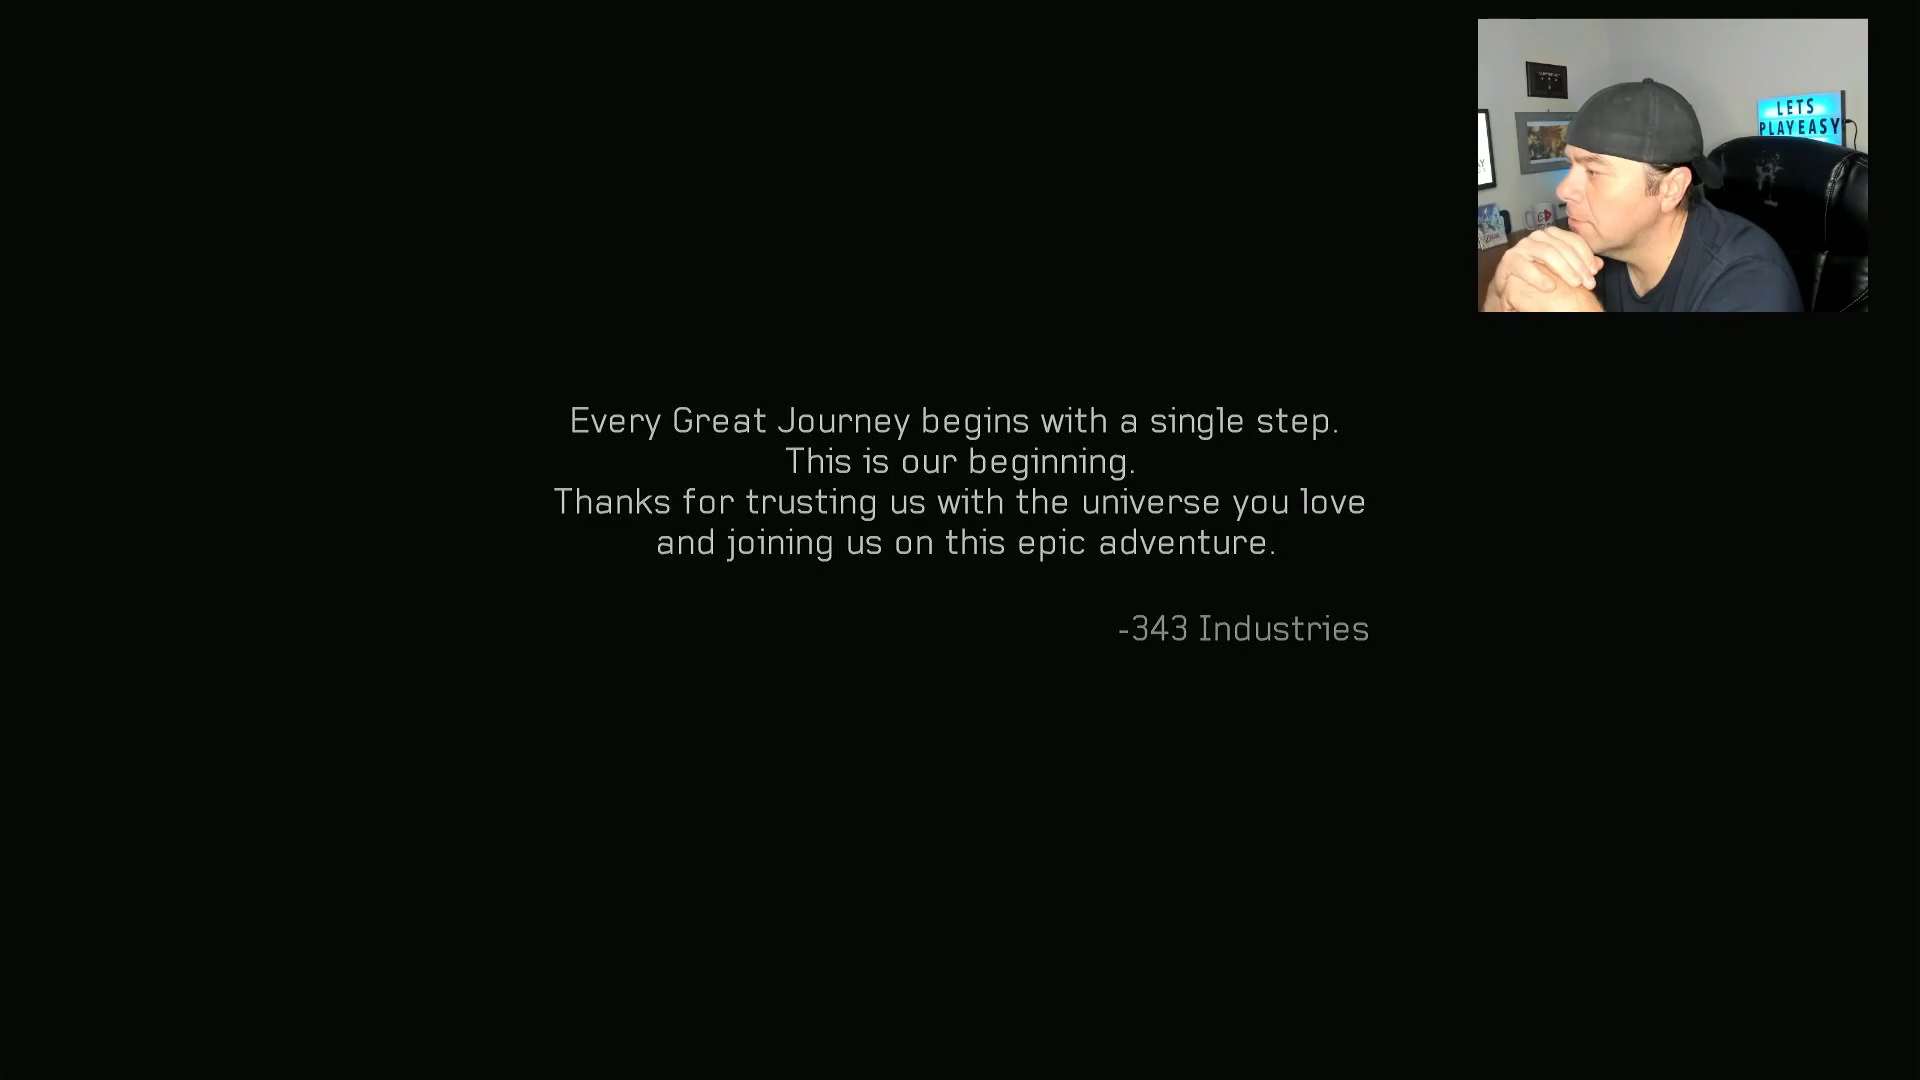 LETS
PLAYEASY
Every Great Journey begins with a single step.
This is our beginning.
Thanks for trusting us with the universe you love
and joining us on this epic adventure.
-343 Industries